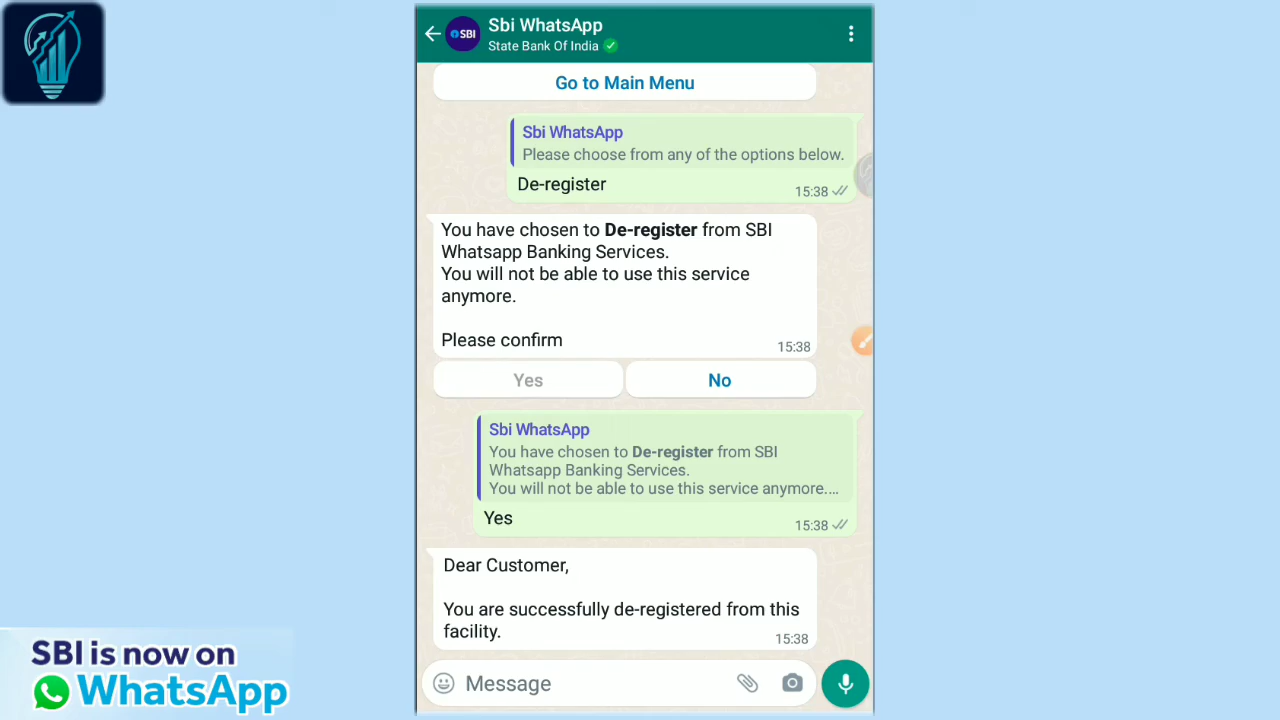 SBI
Sbi WhatsApp
State Bank Of India
Go to Main Menu
Sbi WhatsApp
Please choose from any of the options below.
De-register
15:38
You have chosen to De-register from SBI
Whatsapp Banking Services.
You will not be able to use this service
anymore.
Please confirm
15:38
Yes
No
Sbi WhatsApp
You have chosen to De-register from SBI
Whatsapp Banking Services.
You will not be able to use this service anymore....
Yes
15:38
Dear Customer,
You are successfully de-registered from this
facility.
15:38
Message
SBI is now on
WhatsApp